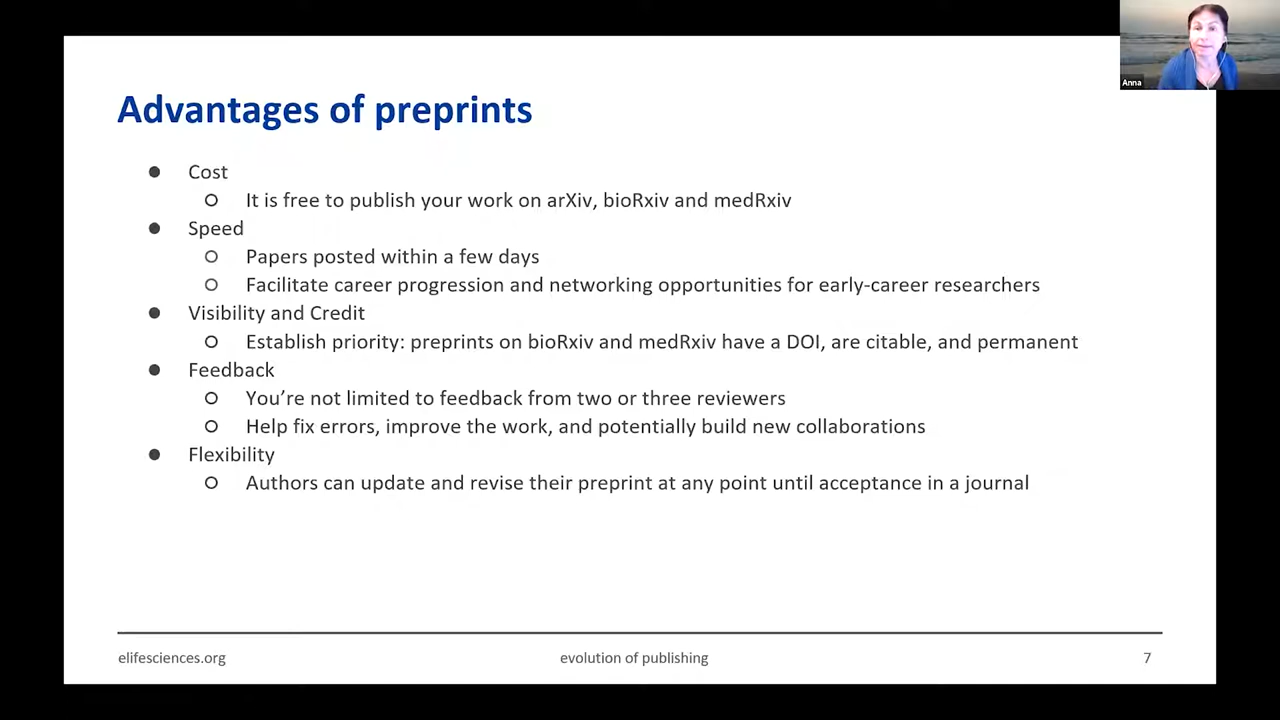 Anna
Advantages of preprints
● Cost
○ It is free to publish your work on arXiv, bioRxiv and medRxiv
● Speed
○ Papers posted within a few days
○ Facilitate career progression and networking opportunities for early-career researchers
● Visibility and Credit
○ Establish priority: preprints on bioRxiv and medRxiv have a DOI, are citable, and permanent
● Feedback
○ You’re not limited to feedback from two or three reviewers
○ Help fix errors, improve the work, and potentially build new collaborations
● Flexibility
○ Authors can update and revise their preprint at any point until acceptance in a journal
elifesciences.org evolution of publishing 7